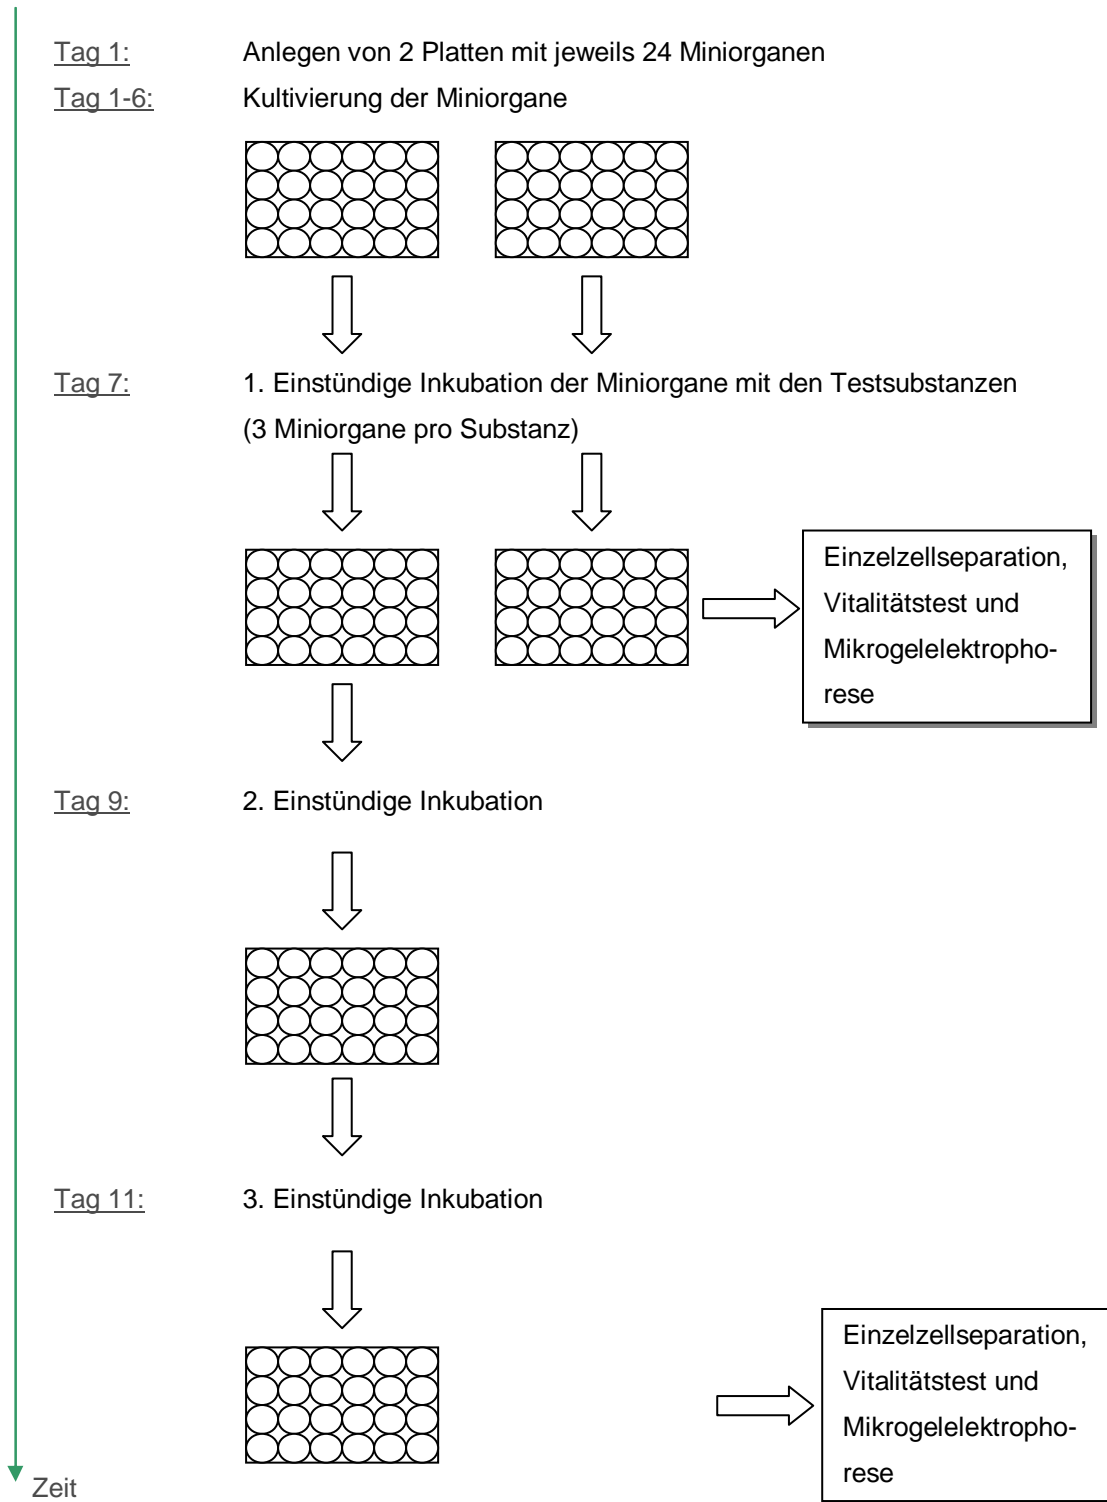 Tag 1: Anlegen von 2 Platten mit jeweils 24 Miniorganen
Tag 1-6: Kultivierung der Miniorgane
Tag 7: 1. Einstündige Inkubation der Miniorgane mit den Testsubstanzen
(3 Miniorgane pro Substanz)
Einzelzellseparation,
Vitalitätstest und
Mikrogelelektropho-
rese
Tag 9: 2. Einstündige Inkubation
Tag 11: 3. Einstündige Inkubation
Einzelzellseparation,
Vitalitätstest und
Mikrogelelektropho-
rese
Zeit